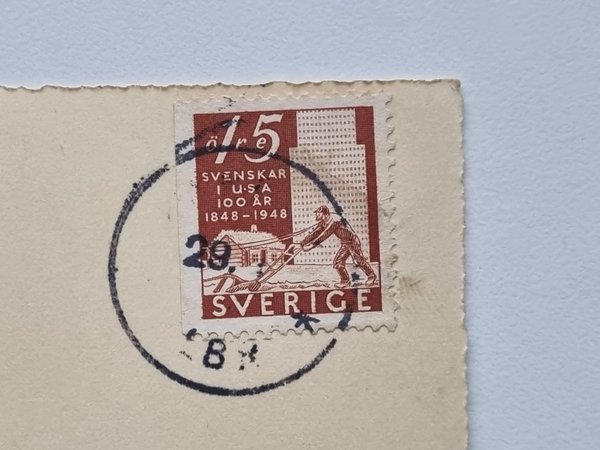 15
öre
SVENSKAR
I U·S·A
100 ÅR
1848-1948
29.
SVERIGE